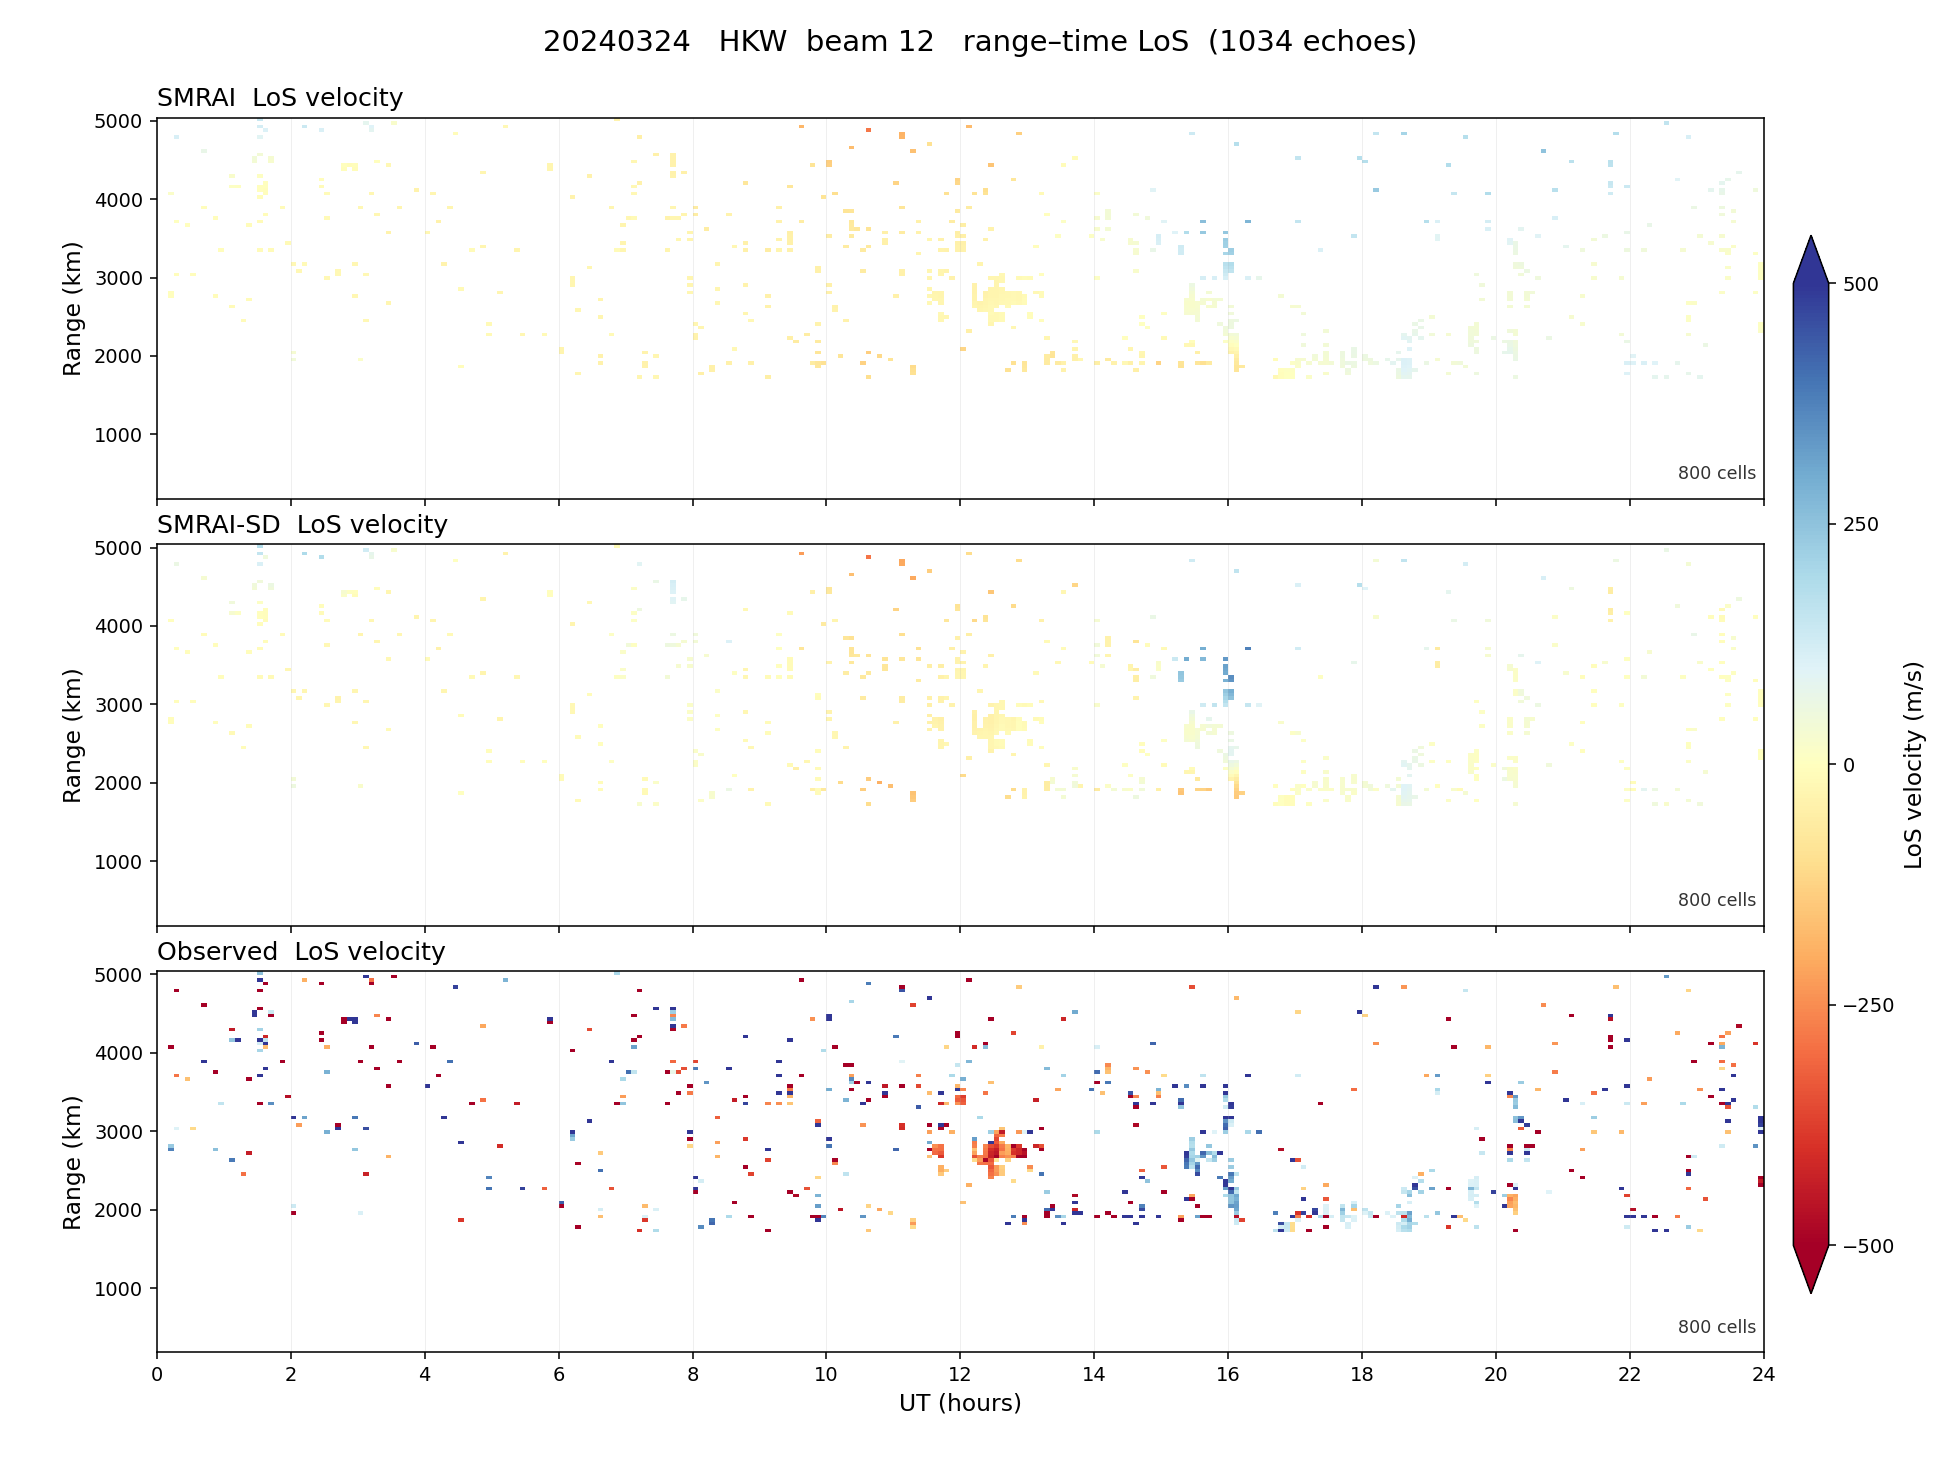 20240324 HKW beam 12 range–time LoS (1034 echoes)
SMRAI LoS velocity
5000
4000
3000
2000
1000
Range (km)
800 cells
SMRAI-SD LoS velocity
5000
4000
3000
2000
1000
Range (km)
800 cells
Observed LoS velocity
5000
4000
3000
2000
1000
Range (km)
800 cells
0 2 4 6 8 10 12 14 16 18 20 22 24
UT (hours)
500
250
0
−250
−500
LoS velocity (m/s)